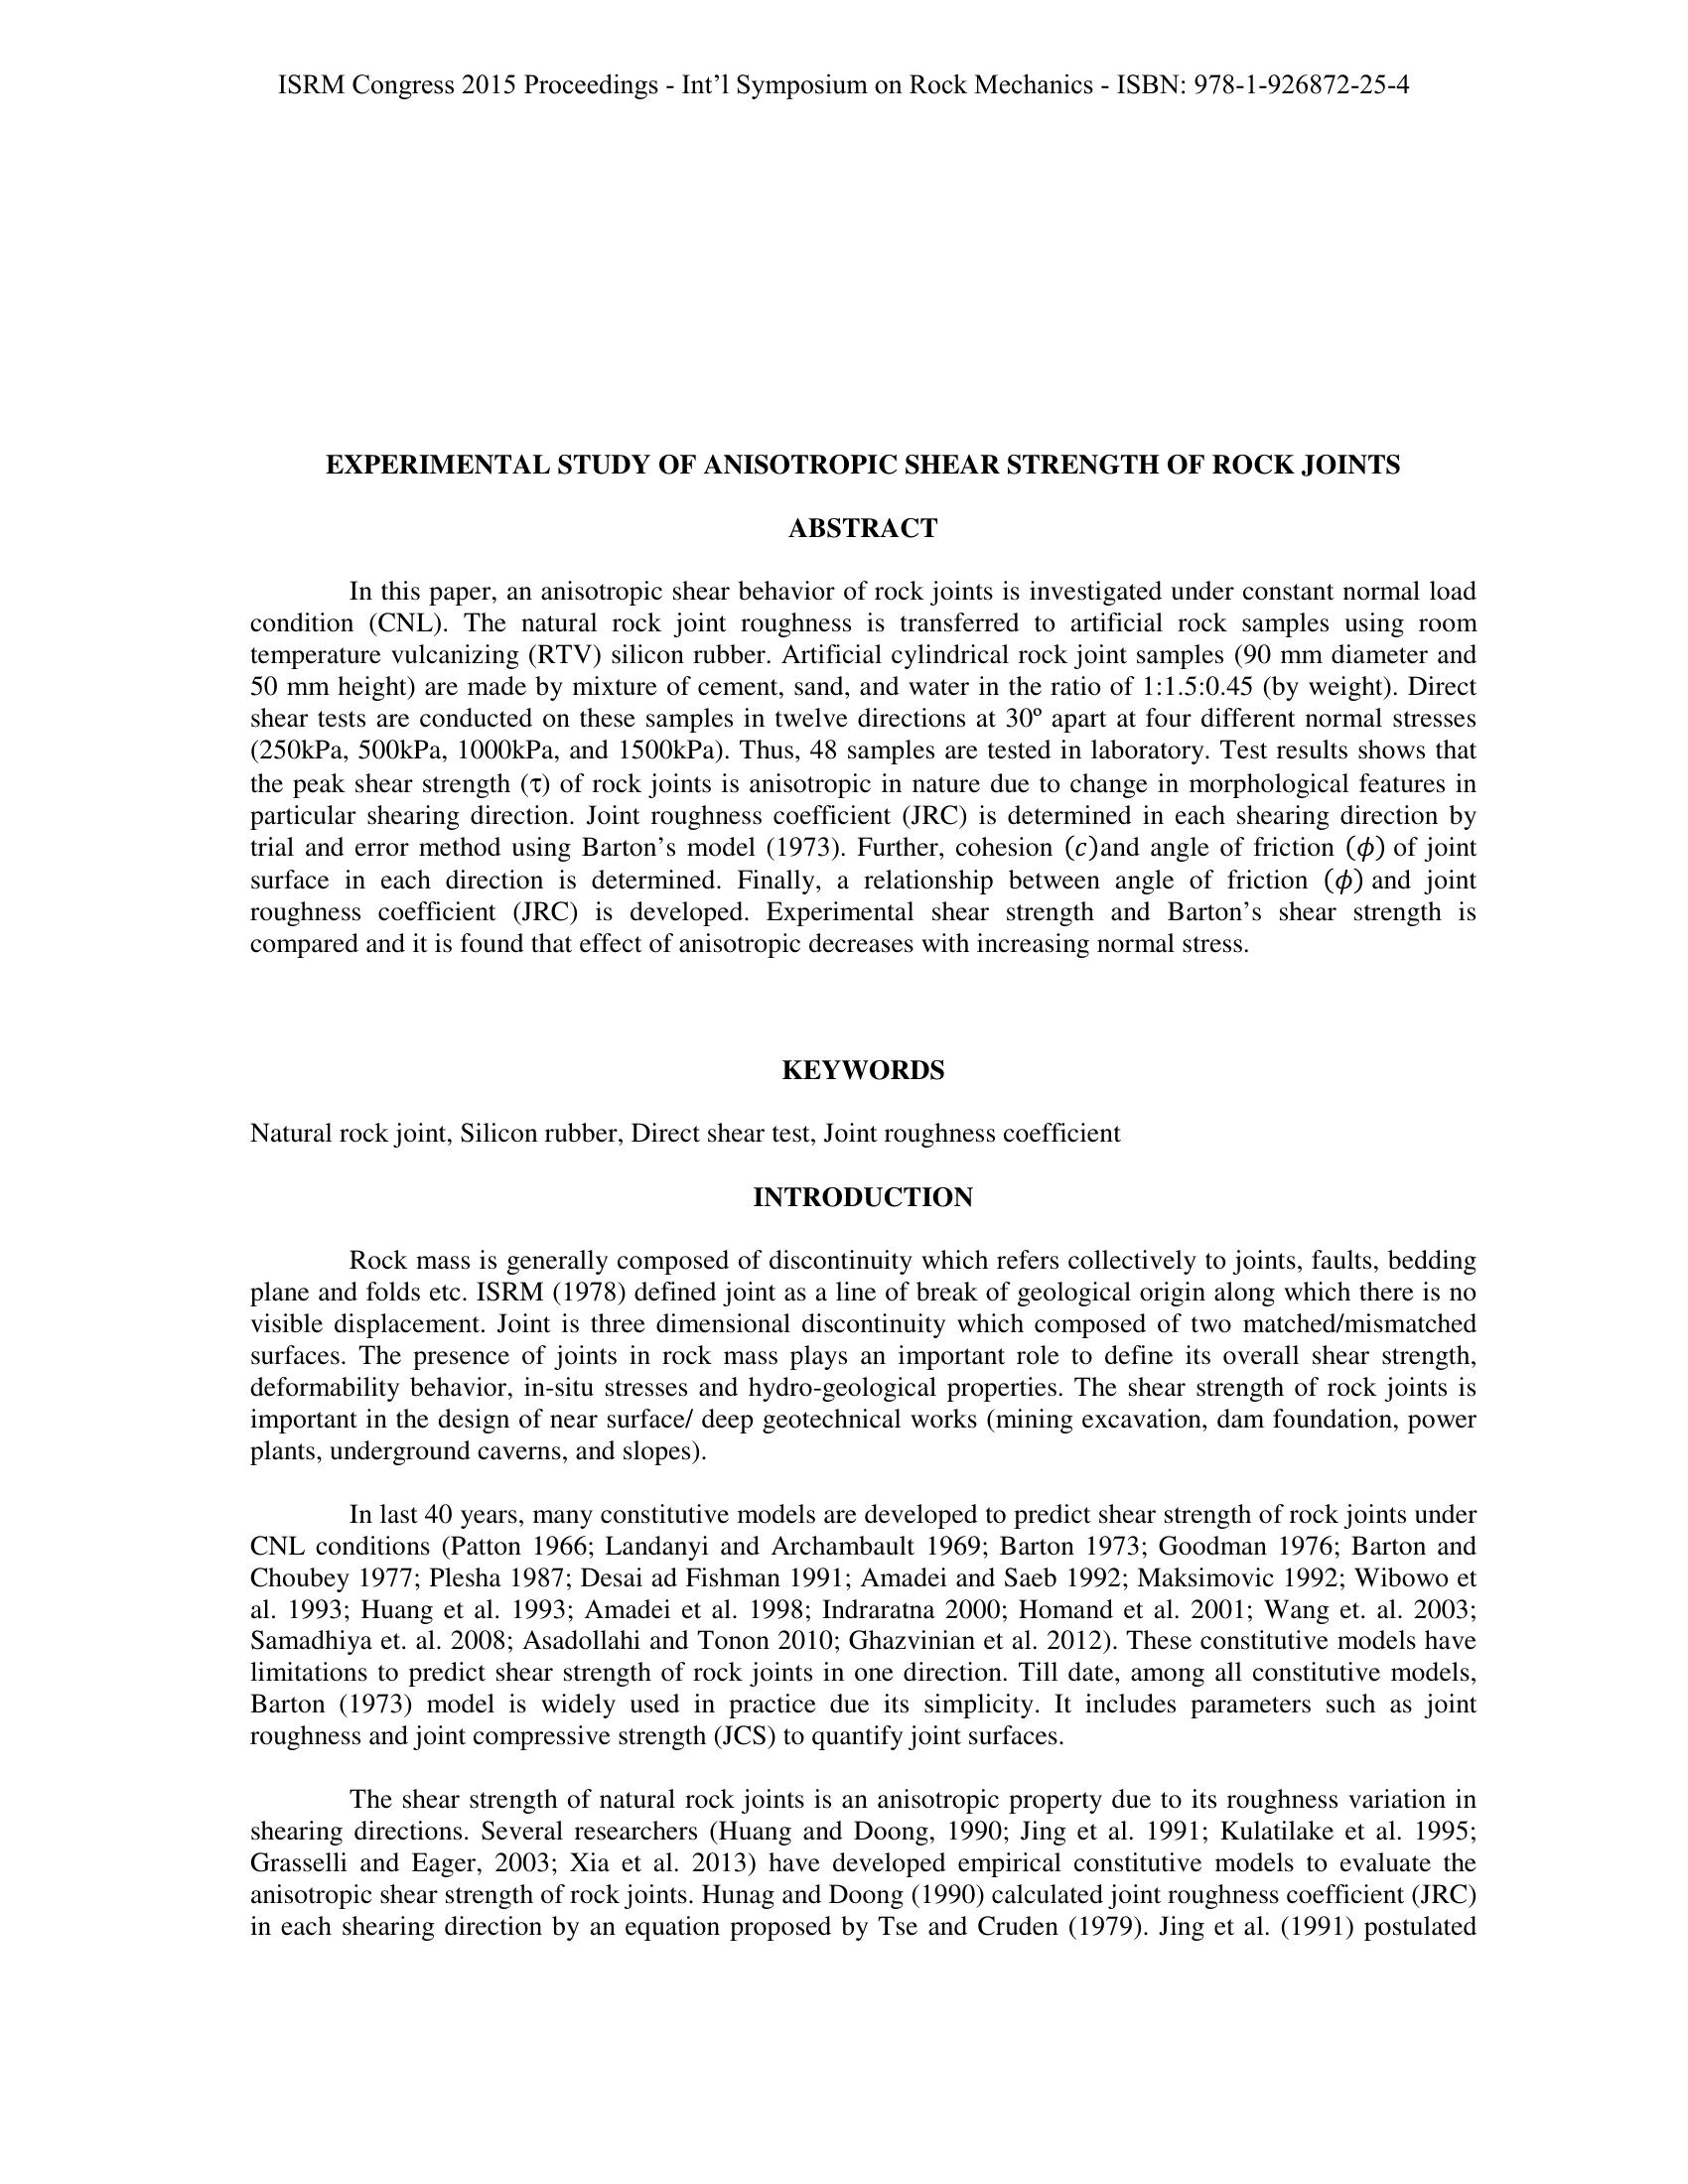 ISRM Congress 2015 Proceedings - Int’l Symposium on Rock Mechanics - ISBN: 978-1-926872-25-4
EXPERIMENTAL STUDY OF ANISOTROPIC SHEAR STRENGTH OF ROCK JOINTS
ABSTRACT
In this paper, an anisotropic shear behavior of rock joints is investigated under constant normal load
condition (CNL). The natural rock joint roughness is transferred to artificial rock samples using room
temperature vulcanizing (RTV) silicon rubber. Artificial cylindrical rock joint samples (90 mm diameter and
50 mm height) are made by mixture of cement, sand, and water in the ratio of 1:1.5:0.45 (by weight). Direct
shear tests are conducted on these samples in twelve directions at 30º apart at four different normal stresses
(250kPa, 500kPa, 1000kPa, and 1500kPa). Thus, 48 samples are tested in laboratory. Test results shows that
the peak shear strength (τ) of rock joints is anisotropic in nature due to change in morphological features in
particular shearing direction. Joint roughness coefficient (JRC) is determined in each shearing direction by
trial and error method using Barton’s model (1973). Further, cohesion (𝑐)and angle of friction (𝜙) of joint
surface in each direction is determined. Finally, a relationship between angle of friction (𝜙) and joint
roughness coefficient (JRC) is developed. Experimental shear strength and Barton’s shear strength is
compared and it is found that effect of anisotropic decreases with increasing normal stress.
KEYWORDS
Natural rock joint, Silicon rubber, Direct shear test, Joint roughness coefficient
INTRODUCTION
Rock mass is generally composed of discontinuity which refers collectively to joints, faults, bedding
plane and folds etc. ISRM (1978) defined joint as a line of break of geological origin along which there is no
visible displacement. Joint is three dimensional discontinuity which composed of two matched/mismatched
surfaces. The presence of joints in rock mass plays an important role to define its overall shear strength,
deformability behavior, in-situ stresses and hydro-geological properties. The shear strength of rock joints is
important in the design of near surface/ deep geotechnical works (mining excavation, dam foundation, power
plants, underground caverns, and slopes).
In last 40 years, many constitutive models are developed to predict shear strength of rock joints under
CNL conditions (Patton 1966; Landanyi and Archambault 1969; Barton 1973; Goodman 1976; Barton and
Choubey 1977; Plesha 1987; Desai ad Fishman 1991; Amadei and Saeb 1992; Maksimovic 1992; Wibowo et
al. 1993; Huang et al. 1993; Amadei et al. 1998; Indraratna 2000; Homand et al. 2001; Wang et. al. 2003;
Samadhiya et. al. 2008; Asadollahi and Tonon 2010; Ghazvinian et al. 2012). These constitutive models have
limitations to predict shear strength of rock joints in one direction. Till date, among all constitutive models,
Barton (1973) model is widely used in practice due its simplicity. It includes parameters such as joint
roughness and joint compressive strength (JCS) to quantify joint surfaces.
The shear strength of natural rock joints is an anisotropic property due to its roughness variation in
shearing directions. Several researchers (Huang and Doong, 1990; Jing et al. 1991; Kulatilake et al. 1995;
Grasselli and Eager, 2003; Xia et al. 2013) have developed empirical constitutive models to evaluate the
anisotropic shear strength of rock joints. Hunag and Doong (1990) calculated joint roughness coefficient (JRC)
in each shearing direction by an equation proposed by Tse and Cruden (1979). Jing et al. (1991) postulated